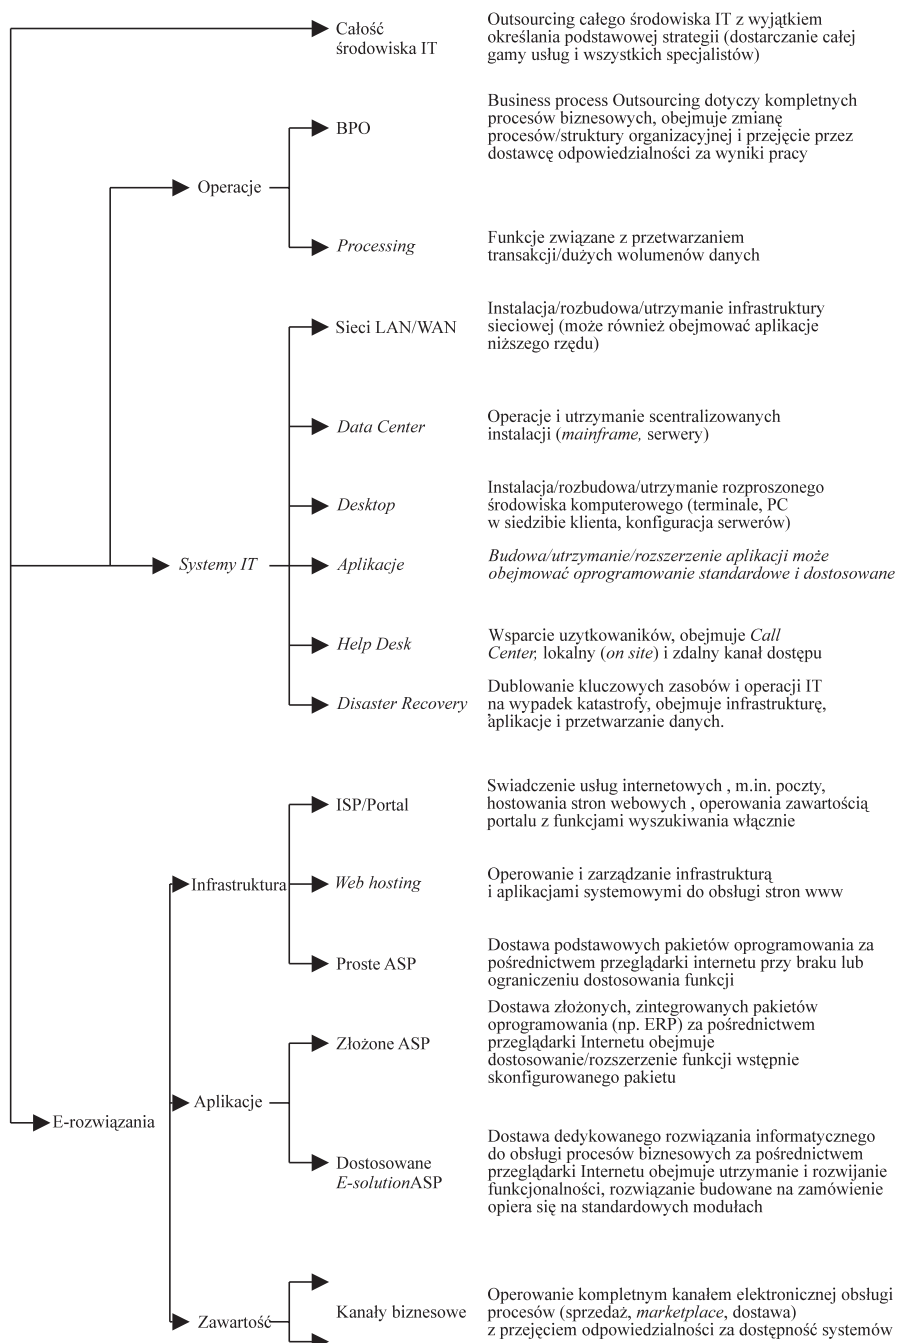 Całość
środowiska IT
Outsourcing całego środowiska IT z wyjątkiem
określania podstawowej strategii (dostarczanie całej
gamy usług i wszystkich specjalistów)
Operacje
BPO
Business process Outsourcing dotyczy kompletnych
procesów biznesowych, obejmuje zmianę
procesów/struktury organizacyjnej i przejęcie przez
dostawcę odpowiedzialności za wyniki pracy
Processing
Funkcje związane z przetwarzaniem
transakcji/dużych wolumenów danych
Systemy IT
Sieci LAN/WAN
Instalacja/rozbudowa/utrzymanie infrastruktury
sieciowej (może również obejmować aplikacje
niższego rzędu)
Data Center
Operacje i utrzymanie scentralizowanych
instalacji (mainframe, serwery)
Desktop
Instalacja/rozbudowa/utrzymanie rozproszonego
środowiska komputerowego (terminale, PC
w siedzibie klienta, konfiguracja serwerów)
Aplikacje
Budowa/utrzymanie/rozszerzenie aplikacji może
obejmować oprogramowanie standardowe i dostosowane
Help Desk
Wsparcie uzytkowaników, obejmuje Call
Center, lokalny (on site) i zdalny kanał dostępu
Disaster Recovery
Dublowanie kluczowych zasobów i operacji IT
na wypadek katastrofy, obejmuje infrastrukturę,
aplikacje i przetwarzanie danych.
E-rozwiązania
Infrastruktura
ISP/Portal
Swiadczenie usług internetowych , m.in. poczty,
hostowania stron webowych , operowania zawartością
portalu z funkcjami wyszukiwania włącznie
Web hosting
Operowanie i zarządzanie infrastrukturą
i aplikacjami systemowymi do obsługi stron www
Proste ASP
Dostawa podstawowych pakietów oprogramowania za
pośrednictwem przeglądarki internetu przy braku lub
ograniczeniu dostosowania funkcji
Aplikacje
Złożone ASP
Dostawa złożonych, zintegrowanych pakietów
oprogramowania (np. ERP) za pośrednictwem
przeglądarki Internetu obejmuje
dostosowanie/rozszerzenie funkcji wstępnie
skonfigurowanego pakietu
Dostosowane
E-solutionASP
Dostawa dedykowanego rozwiązania informatycznego
do obsługi procesów biznesowych za pośrednictwem
przeglądarki Internetu obejmuje utrzymanie i rozwijanie
funkcjonalności, rozwiązanie budowane na zamówienie
opiera się na standardowych modułach
Zawartość
Kanały biznesowe
Operowanie kompletnym kanałem elektronicznej obsługi
procesów (sprzedaż, marketplace, dostawa)
z przejęciem odpowiedzialności za dostępność systemów